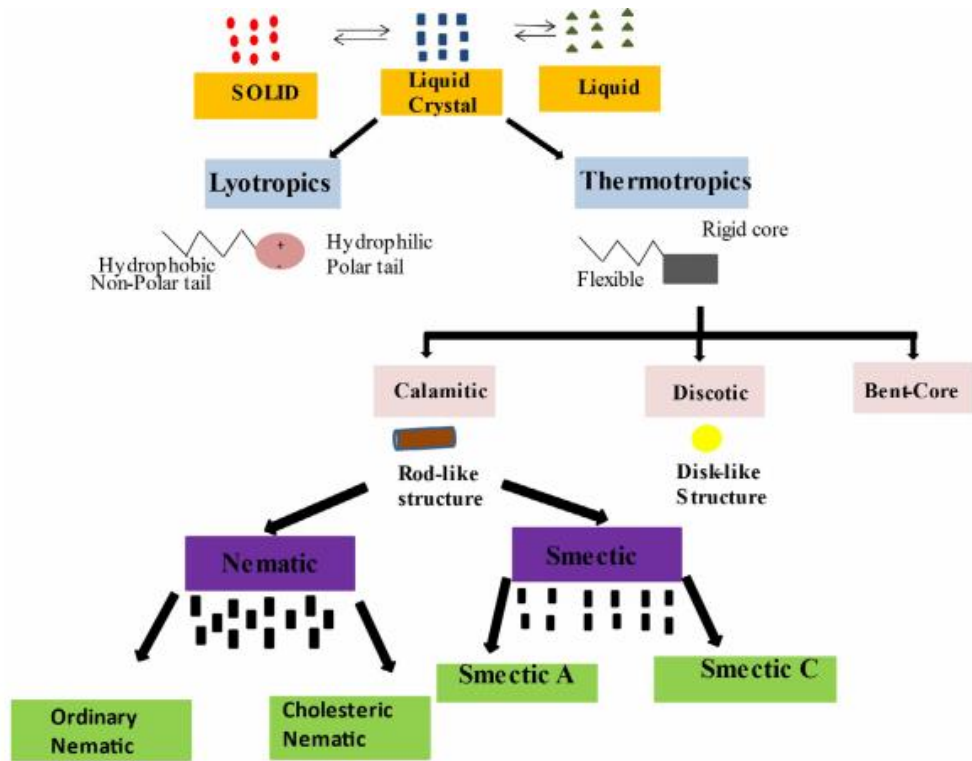 SOLID
Liquid
Crystal
Liquid
Lyotropics
Thermotropics
Hydrophobic
Non-Polar tail
+
-
Hydrophilic
Polar tail
Rigid core
Flexible
Calamitic
Discotic
Bent-Core
Rod-like
structure
Disk-like
Structure
Nematic
Smectic
Ordinary
Nematic
Cholesteric
Nematic
Smectic A
Smectic C